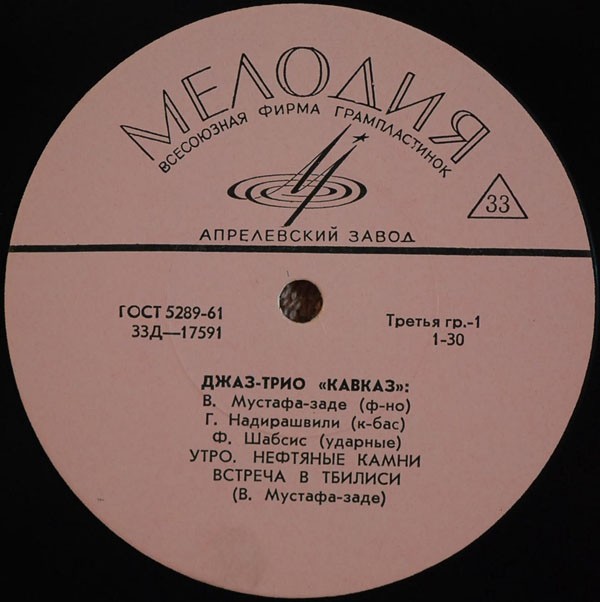 МЕЛОДИЯ
ВСЕСОЮЗНАЯ ФИРМА ГРАМПЛАСТИНОК
33
АПРЕЛЕВСКИЙ ЗАВОД
ГОСТ 5289-61
33Д—17591
Третья гр.-1
1-30
ДЖАЗ-ТРИО «КАВКАЗ»:
В. Мустафа-заде (ф-но)
Г. Надирашвили (к-бас)
Ф. Шабсис (ударные)
УТРО. НЕФТЯНЫЕ КАМНИ
ВСТРЕЧА В ТБИЛИСИ
(В. Мустафа-заде)